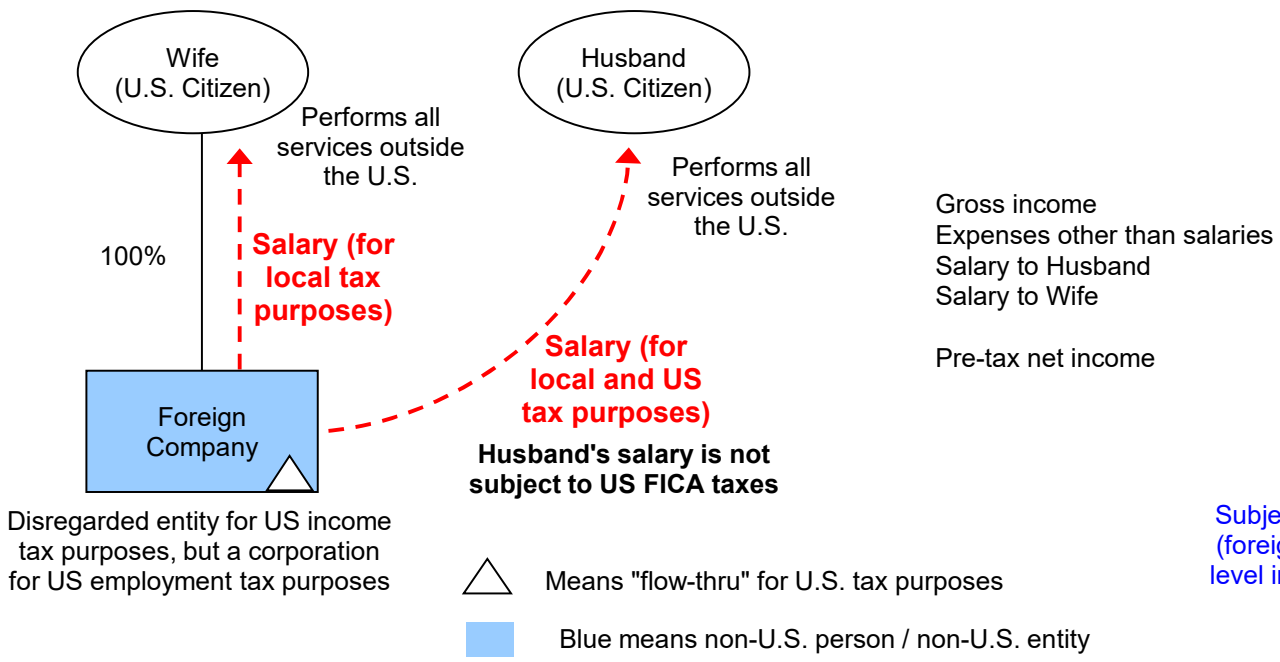 Wife
(U.S. Citizen)
Husband
(U.S. Citizen)
Performs all
services outside
the U.S.
Performs all
services outside
the U.S.
100%
Salary (for
local tax
purposes)
Salary (for
local and US
tax purposes)
Husband's salary is not
subject to US FICA taxes
Foreign
Company
Disregarded entity for US income
tax purposes, but a corporation
for US employment tax purposes
Means "flow-thru" for U.S. tax purposes
Blue means non-U.S. person / non-U.S. entity
Gross income
Expenses other than salaries
Salary to Husband
Salary to Wife
Pre-tax net income
level